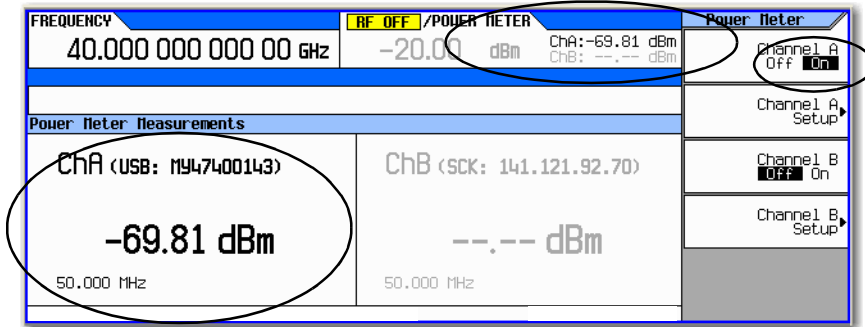 FREQUENCY
40.000 000 000 00 GHz
RF OFF /POWER METER
-20.00 dBm
ChA:-69.81 dBm
ChB: --.-- dBm
Power Meter Measurements
ChA (USB: MY47400143)
-69.81 dBm
50.000 MHz
ChB (SCK: 141.121.92.70)
--.-- dBm
50.000 MHz
Power Meter
Channel A
Off On
Channel A
Setup
Channel B
Off On
Channel B
Setup